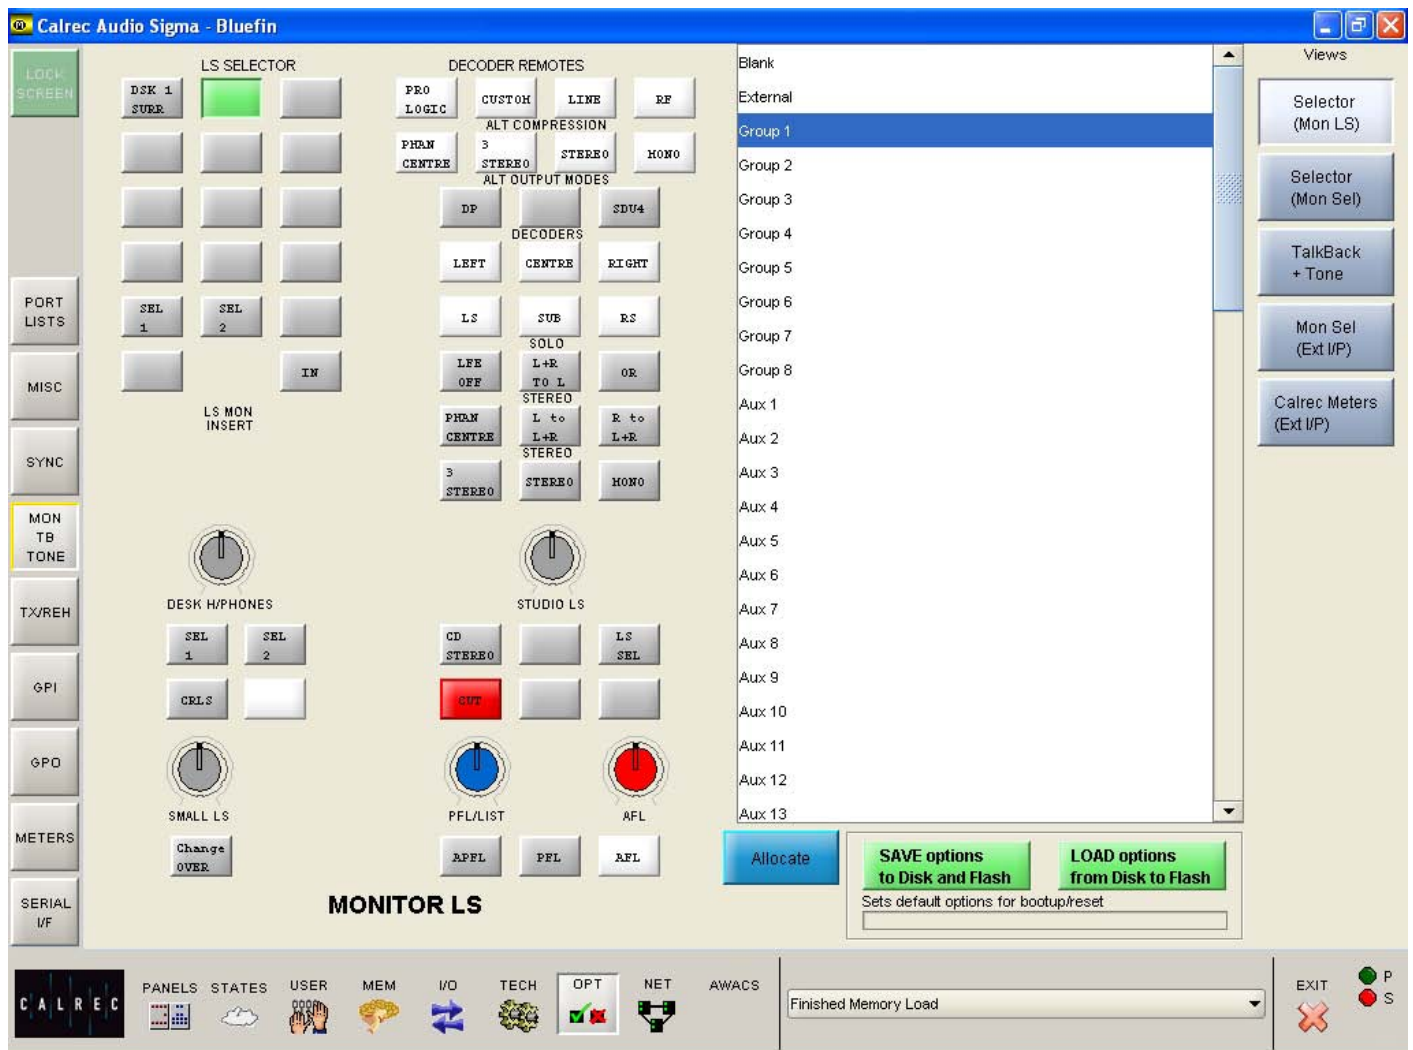 Calrec Audio Sigma - Bluefin
LOCK
SCREEN
PORT
LISTS
MISC
SYNC
MON
TB
TONE
TX/REH
GPI
GPO
METERS
SERIAL
I/F
LS SELECTOR
DSK 1
SURR
SEL
1
SEL
2
IN
LS MON
INSERT
DECODER REMOTES
PRO
LOGIC
CUSTOM
LINE
RF
ALT COMPRESSION
PHAN
CENTRE
3
STEREO
STEREO
MONO
ALT OUTPUT MODES
DP
SDU4
DECODERS
LEFT
CENTRE
RIGHT
LS
SUB
RS
SOLO
LFE
OFF
L+R
TO L
OR
STEREO
PHAN
CENTRE
L to
L+R
R to
L+R
STEREO
3
STEREO
STEREO
MONO
DESK H/PHONES
SEL
1
SEL
2
CRLS
STUDIO LS
CD
STEREO
LS
SEL
CUT
SMALL LS
Change
OVER
PFL/LIST
AFL
APFL
PFL
AFL
MONITOR LS
Blank
External
Group 1
Group 2
Group 3
Group 4
Group 5
Group 6
Group 7
Group 8
Aux 1
Aux 2
Aux 3
Aux 4
Aux 5
Aux 6
Aux 7
Aux 8
Aux 9
Aux 10
Aux 11
Aux 12
Aux 13
Allocate
SAVE options
to Disk and Flash
LOAD options
from Disk to Flash
Sets default options for bootup/reset
Views
Selector
(Mon LS)
Selector
(Mon Sel)
TalkBack
+ Tone
Mon Sel
(Ext I/P)
Calrec Meters
(Ext I/P)
CALREC
PANELS
STATES
USER
MEM
I/O
TECH
OPT
NET
AWACS
Finished Memory Load
EXIT
P
S